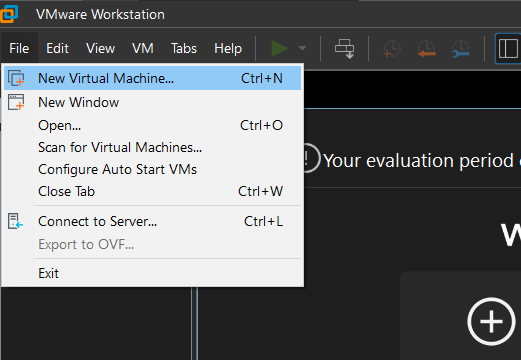 VMware Workstation
File Edit View VM Tabs Help
New Virtual Machine... Ctrl+N
New Window
Open... Ctrl+O
Scan for Virtual Machines...
Configure Auto Start VMs
Close Tab Ctrl+W
Connect to Server... Ctrl+L
Export to OVF...
Exit
Your evaluation period